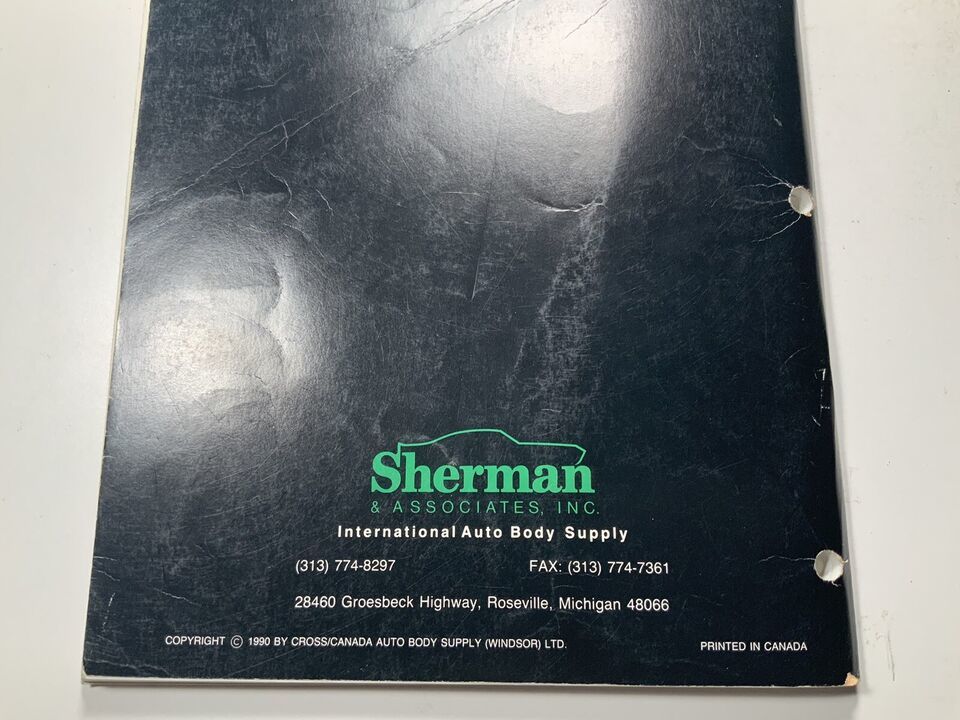 Sherman
& ASSOCIATES, INC.
International Auto Body Supply
(313) 774-8297 FAX: (313) 774-7361
28460 Groesbeck Highway, Roseville, Michigan 48066
COPYRIGHT © 1990 BY CROSS/CANADA AUTO BODY SUPPLY (WINDSOR) LTD. PRINTED IN CANADA